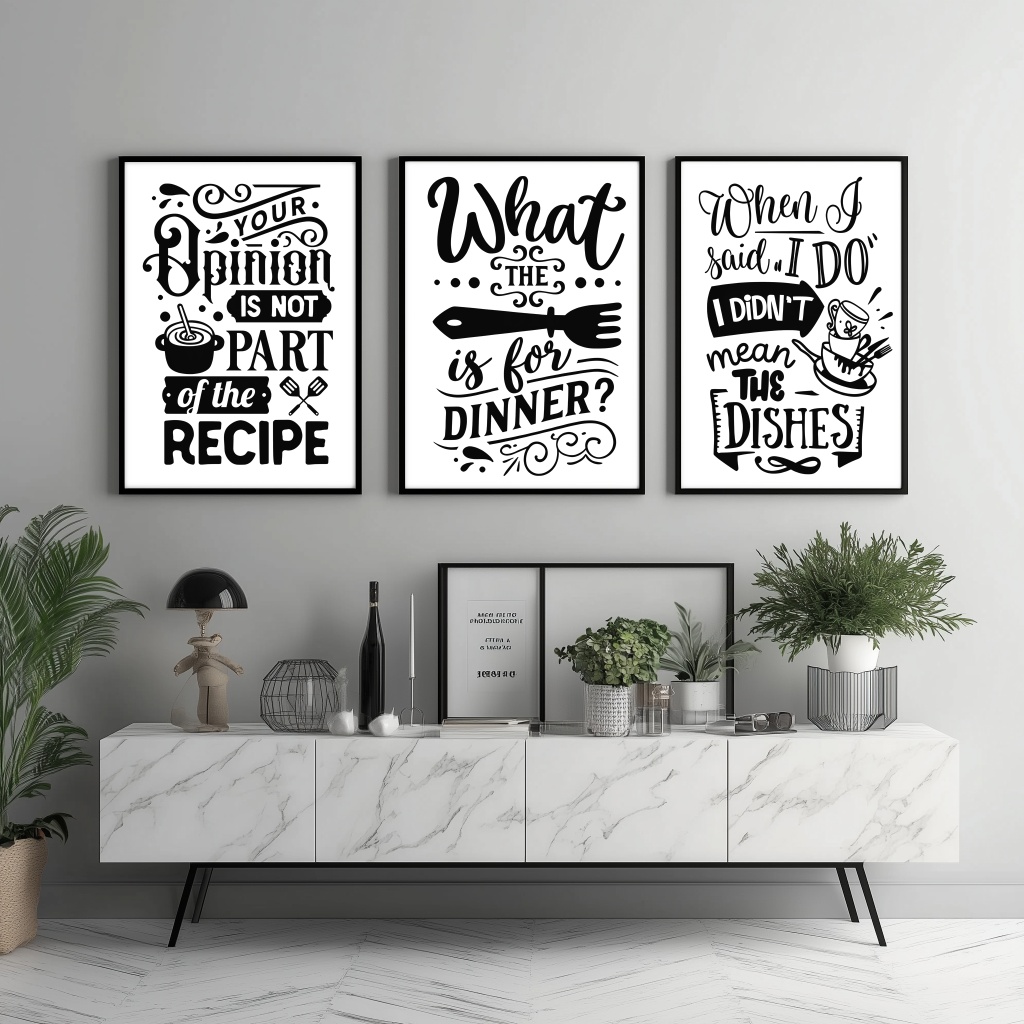 YOUR
Opinion
IS NOT
PART
of the
RECIPE
What
THE
is for
DINNER?
When I
said „I DO"
I DIDN'T
mean
THE
DISHES